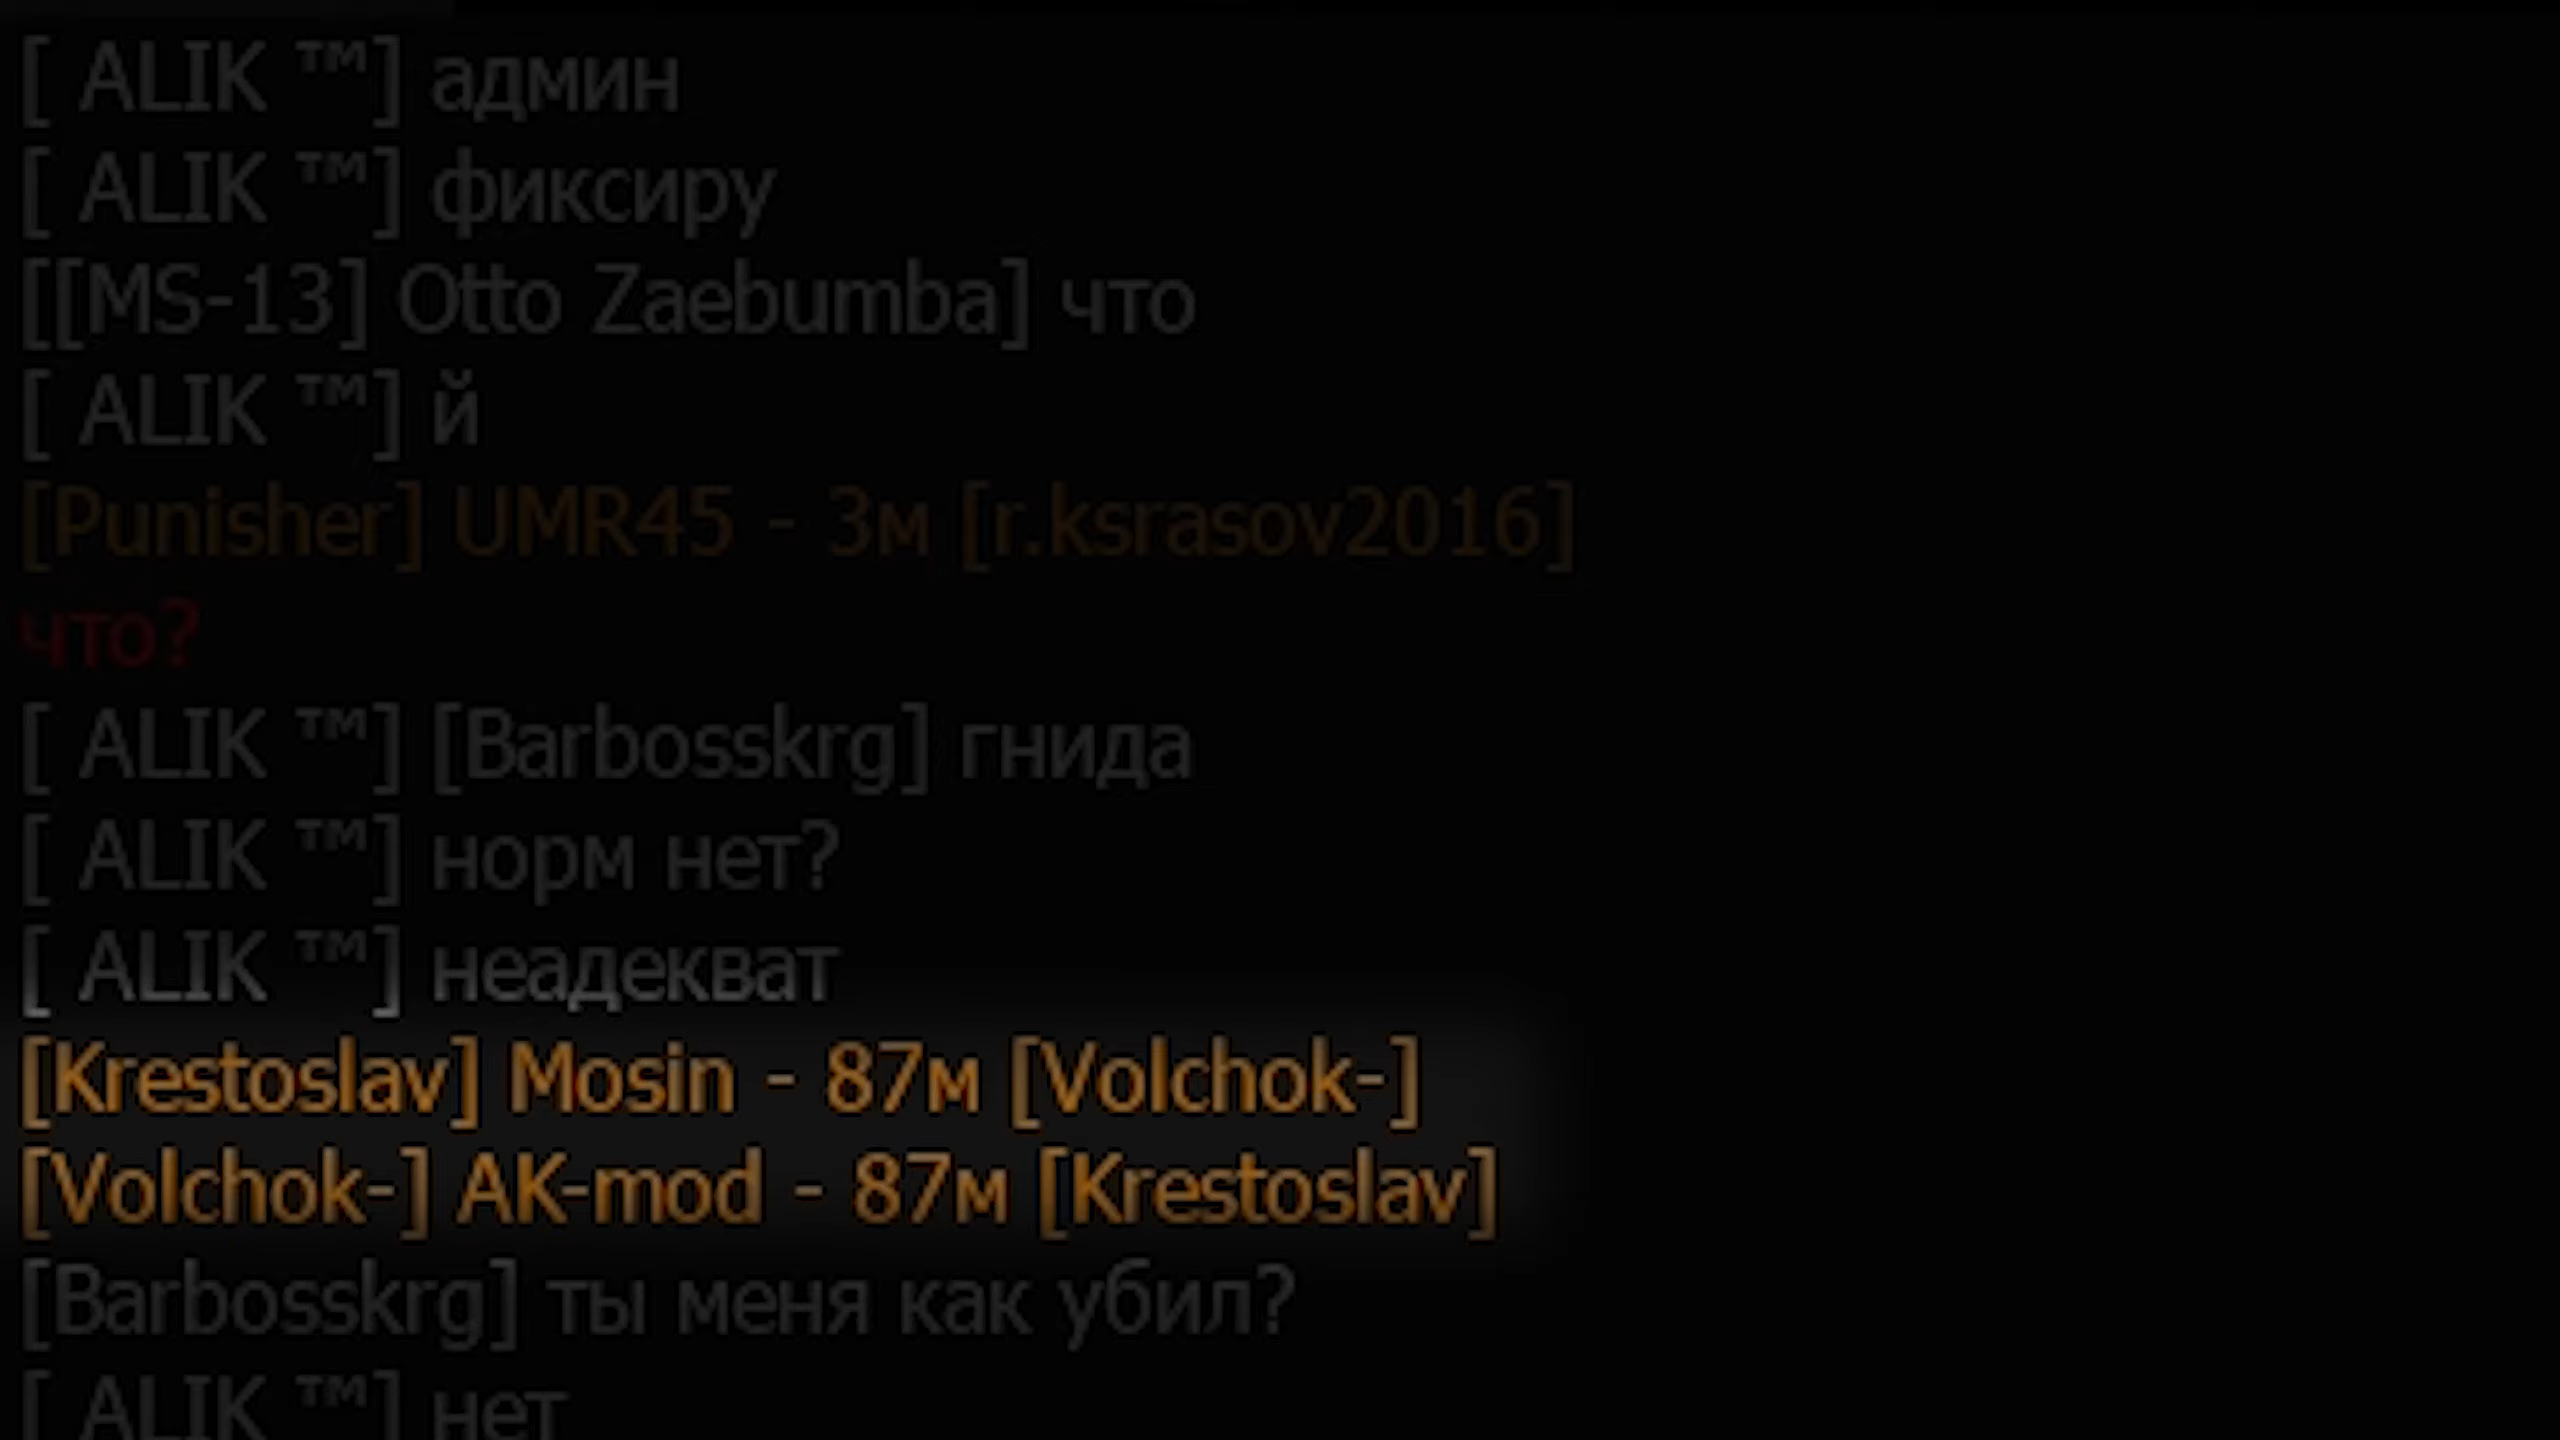 [ ALIK ™] админ
[ ALIK ™] фиксиру
[[MS-13] Otto Zaebumba] что
[ ALIK ™] й
[Punisher] UMR45 - 3м [r.ksrasov2016]
что?
[ ALIK ™] [Barbosskrg] гнида
[ ALIK ™] норм нет?
[ ALIK ™] неадекват
[Krestoslav] Mosin - 87м [Volchok-]
[Volchok-] AK-mod - 87м [Krestoslav]
[Barbosskrg] ты меня как убил?
[ ALIK ™] нет